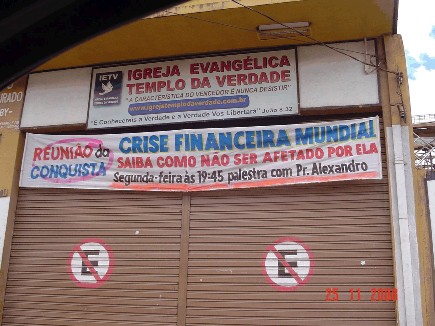 IETV
IGREJA EVANGÉLICA
TEMPLO DA VERDADE
"A CARACTERÍSTICA DO VENCEDOR É NUNCA DESISTIR"
www.igrejatemplodaverdade.com.br
"E Conhecereis a Verdade e a Verdade Vos Libertará" João 8:32
REUNIÃO da
CONQUISTA
CRISE FINANCEIRA MUNDIAL
SAIBA COMO NÃO SER AFETADO POR ELA
Segunda-feira às 19:45 palestra com Pr. Alexandro
E
E
25 11